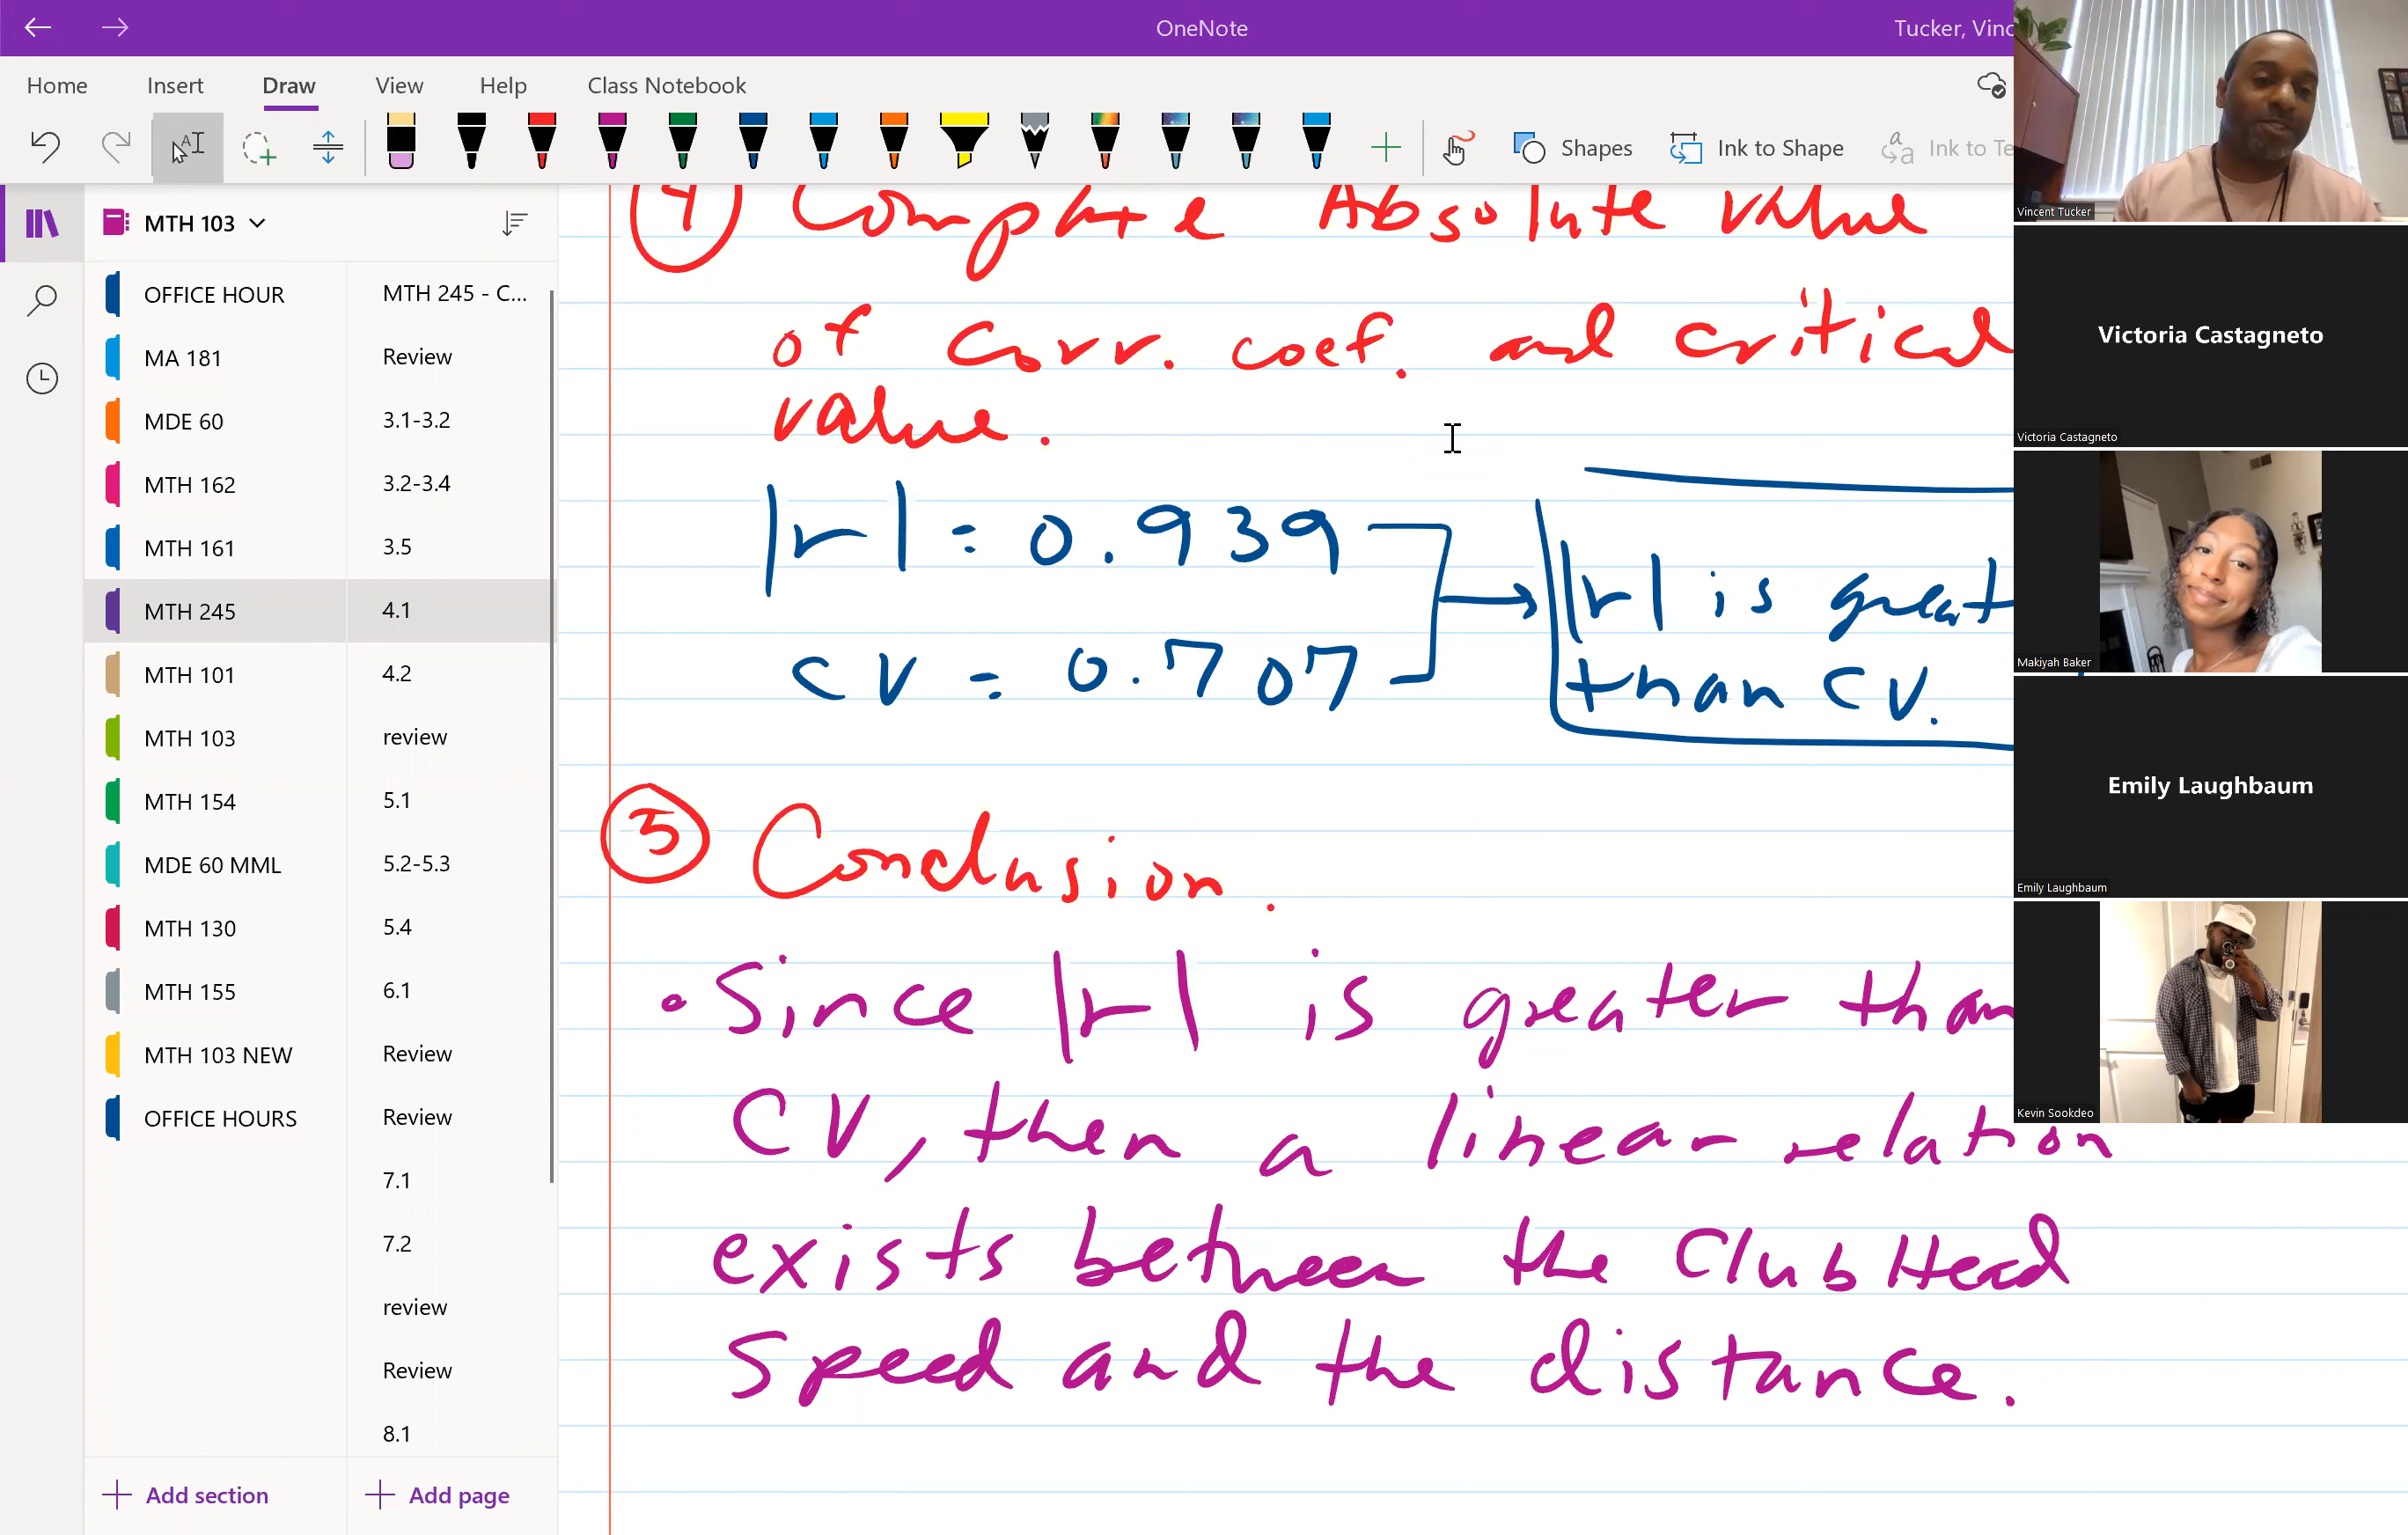 OneNote
Tucker, Vinc
Home Insert Draw View Help Class Notebook
Shapes Ink to Shape Ink to Te
MTH 103
OFFICE HOUR
MA 181
MDE 60
MTH 162
MTH 161
MTH 245
MTH 101
MTH 103
MTH 154
MDE 60 MML
MTH 130
MTH 155
MTH 103 NEW
OFFICE HOURS
Add section
MTH 245 - C...
Review
3.1-3.2
3.2-3.4
3.5
4.1
4.2
review
5.1
5.2-5.3
5.4
6.1
Review
Review
7.1
7.2
review
Review
8.1
Add page
4 Compare Absolute value
of corr. coef. and critical
value.
|r| = 0.939
CV = 0.707
|r| is great
than CV.
5 Conclusion.
• Since |r| is greater than
CV, then a linear relation
exists between the Club Head
Speed and the distance.
Vincent Tucker
Victoria Castagneto
Victoria Castagneto
Makiyah Baker
Emily Laughbaum
Emily Laughbaum
Kevin Sookdeo